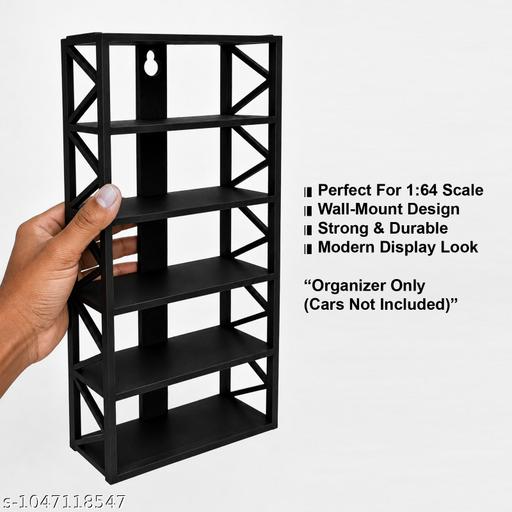 Perfect For 1:64 Scale
Wall-Mount Design
Strong & Durable
Modern Display Look
“Organizer Only
(Cars Not Included)”
s-1047118547